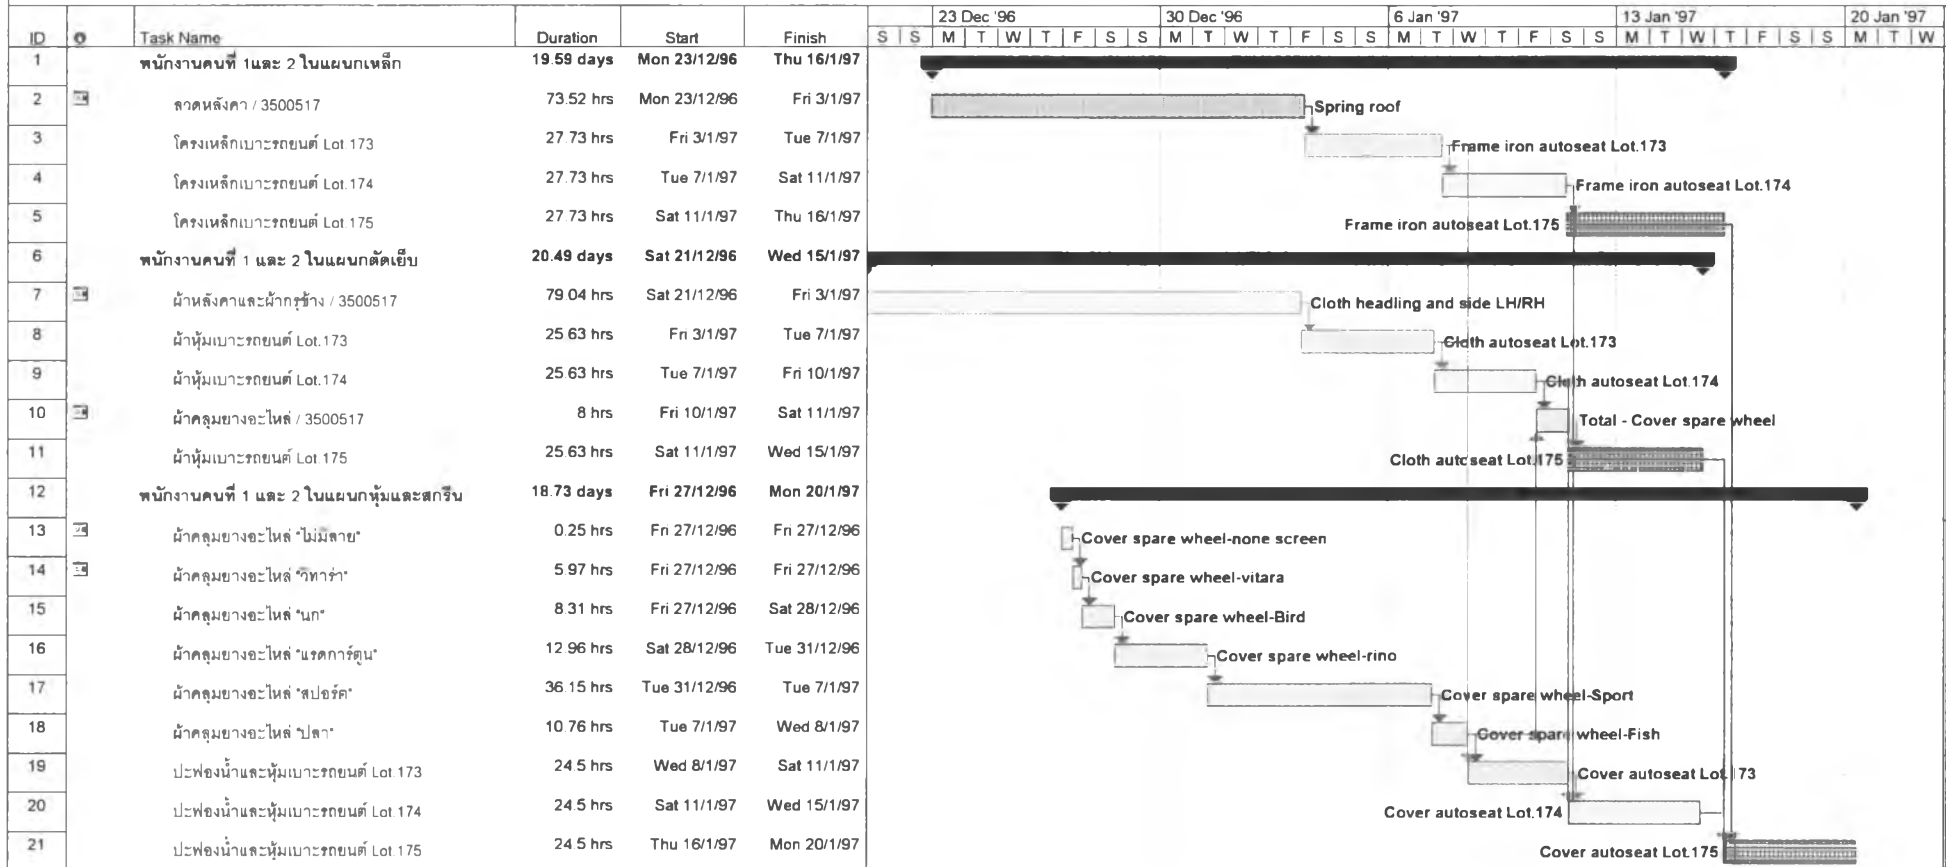 23 Dec '96 30 Dec '96 6 Jan '97 13 Jan '97 20 Jan '97
ID Task Name Duration Start Finish S S M T W T F S S M T W T F S S M T W T F S S M T W T F S S M T W
1 พนักงานคนที่ 1และ 2 ในแผนกเหล็ก 19.59 days Mon 23/12/96 Thu 16/1/97
2 ลวดหลังคา / 3500517 73.52 hrs Mon 23/12/96 Fri 3/1/97 Spring roof
3 โครงเหล็กเบาะรถยนต์ Lot.173 27.73 hrs Fri 3/1/97 Tue 7/1/97 Frame iron autoseat Lot.173
4 โครงเหล็กเบาะรถยนต์ Lot.174 27.73 hrs Tue 7/1/97 Sat 11/1/97 Frame iron autoseat Lot.174
5 โครงเหล็กเบาะรถยนต์ Lot.175 27.73 hrs Sat 11/1/97 Thu 16/1/97 Frame iron autoseat Lot.175
6 พนักงานคนที่ 1 และ 2 ในแผนกตัดเย็บ 20.49 days Sat 21/12/96 Wed 15/1/97
7 ผ้าหลังคาและผ้ากรุข้าง / 3500517 79.04 hrs Sat 21/12/96 Fri 3/1/97 Cloth headling and side LH/RH
8 ผ้าหุ้มเบาะรถยนต์ Lot.173 25.63 hrs Fri 3/1/97 Tue 7/1/97 Cloth autoseat Lot.173
9 ผ้าหุ้มเบาะรถยนต์ Lot.174 25.63 hrs Tue 7/1/97 Fri 10/1/97 Cloth autoseat Lot.174
10 ผ้าคลุมยางอะไหล่ / 3500517 8 hrs Fri 10/1/97 Sat 11/1/97 Total - Cover spare wheel
11 ผ้าหุ้มเบาะรถยนต์ Lot.175 25.63 hrs Sat 11/1/97 Wed 15/1/97 Cloth autoseat Lot.175
12 พนักงานคนที่ 1 และ 2 ในแผนกหุ้มและสกรีน 18.73 days Fri 27/12/96 Mon 20/1/97
13 ผ้าคลุมยางอะไหล่ "ไม่มีลาย" 0.25 hrs Fri 27/12/96 Fri 27/12/96 Cover spare wheel-none screen
14 ผ้าคลุมยางอะไหล่ "วิทาร่า" 5.97 hrs Fri 27/12/96 Fri 27/12/96 Cover spare wheel-vitara
15 ผ้าคลุมยางอะไหล่ "นก" 8.31 hrs Fri 27/12/96 Sat 28/12/96 Cover spare wheel-Bird
16 ผ้าคลุมยางอะไหล่ "แรดการ์ตูน" 12.96 hrs Sat 28/12/96 Tue 31/12/96 Cover spare wheel-rino
17 ผ้าคลุมยางอะไหล่ "สปอร์ต" 36.15 hrs Tue 31/12/96 Tue 7/1/97 Cover spare wheel-Sport
18 ผ้าคลุมยางอะไหล่ "ปลา" 10.76 hrs Tue 7/1/97 Wed 8/1/97 Cover spare wheel-Fish
19 ปะฟองน้ำและหุ้มเบาะรถยนต์ Lot.173 24.5 hrs Wed 8/1/97 Sat 11/1/97 Cover autoseat Lot.173
20 ปะฟองน้ำและหุ้มเบาะรถยนต์ Lot.174 24.5 hrs Sat 11/1/97 Wed 15/1/97 Cover autoseat Lot.174
21 ปะฟองน้ำและหุ้มเบาะรถยนต์ Lot.175 24.5 hrs Thu 16/1/97 Mon 20/1/97 Cover autoseat Lot.175